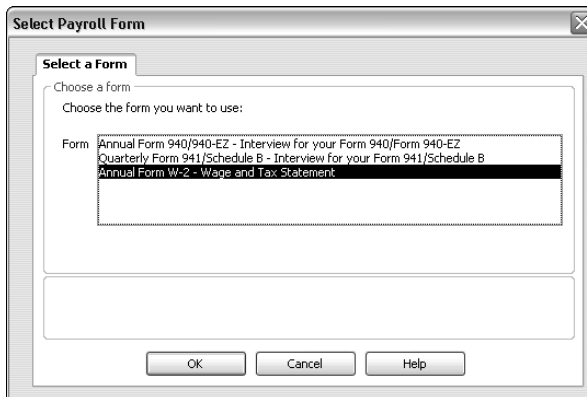 Select Payroll Form
Select a Form
Choose a form
Choose the form you want to use:
Form
Annual Form 940/940-EZ - Interview for your Form 940/Form 940-EZ
Quarterly Form 941/Schedule B - Interview for your Form 941/Schedule B
Annual Form W-2 - Wage and Tax Statement
OK
Cancel
Help